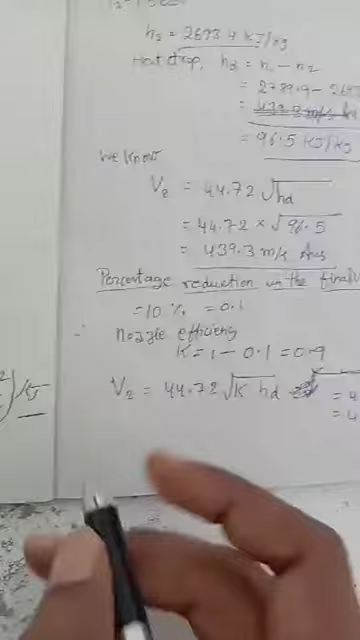 h₂ = 2693.4 KJ/kg
Heat drop, hd = h₁ - h₂
= 2789.9 -
= 96.5 KJ/kg
We know
V₂ = 44.72 √hd
= 44.72 × √96.5
= 439.3 m/s Ans
Percentage reduction in the final
= 10 % = 0.1
∴ Nozzle efficiency
K = 1 - 0.1 = 0.9
V₂ = 44.72 √K hd